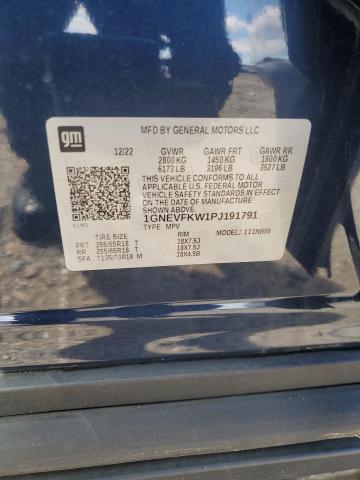 gm
MFD BY GENERAL MOTORS LLC
12/22 GVWR GAWR FRT GAWR RR
2800 KG 1450 KG 1600 KG
6173 LB 3196 LB 3527 LB
THIS VEHICLE CONFORMS TO ALL
APPLICABLE U.S. FEDERAL MOTOR
VEHICLE SAFETY STANDARDS IN EFFECT
ON THE DATE OF MANUFACTURE
SHOWN ABOVE.
1GNEVFKW1PJ191791
TYPE: MPV MODEL: 111NB56
TIRE SIZE RIM
FRT 255/65R18 T 18X7.5J
RR 255/65R18 T 18X7.5J
SPA T135/70R18 M 18X4.5B